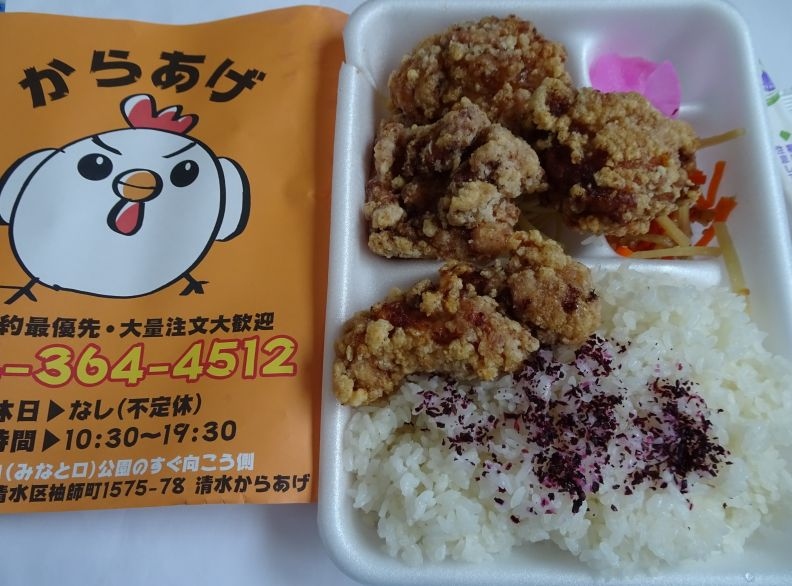 からあげ
約最優先・大量注文大歓迎
-364-4512
休日▶なし(不定休)
時間▶10:30〜19:30
(みなと口)公園のすぐ向こう側
清水区袖師町1575-78 清水からあげ